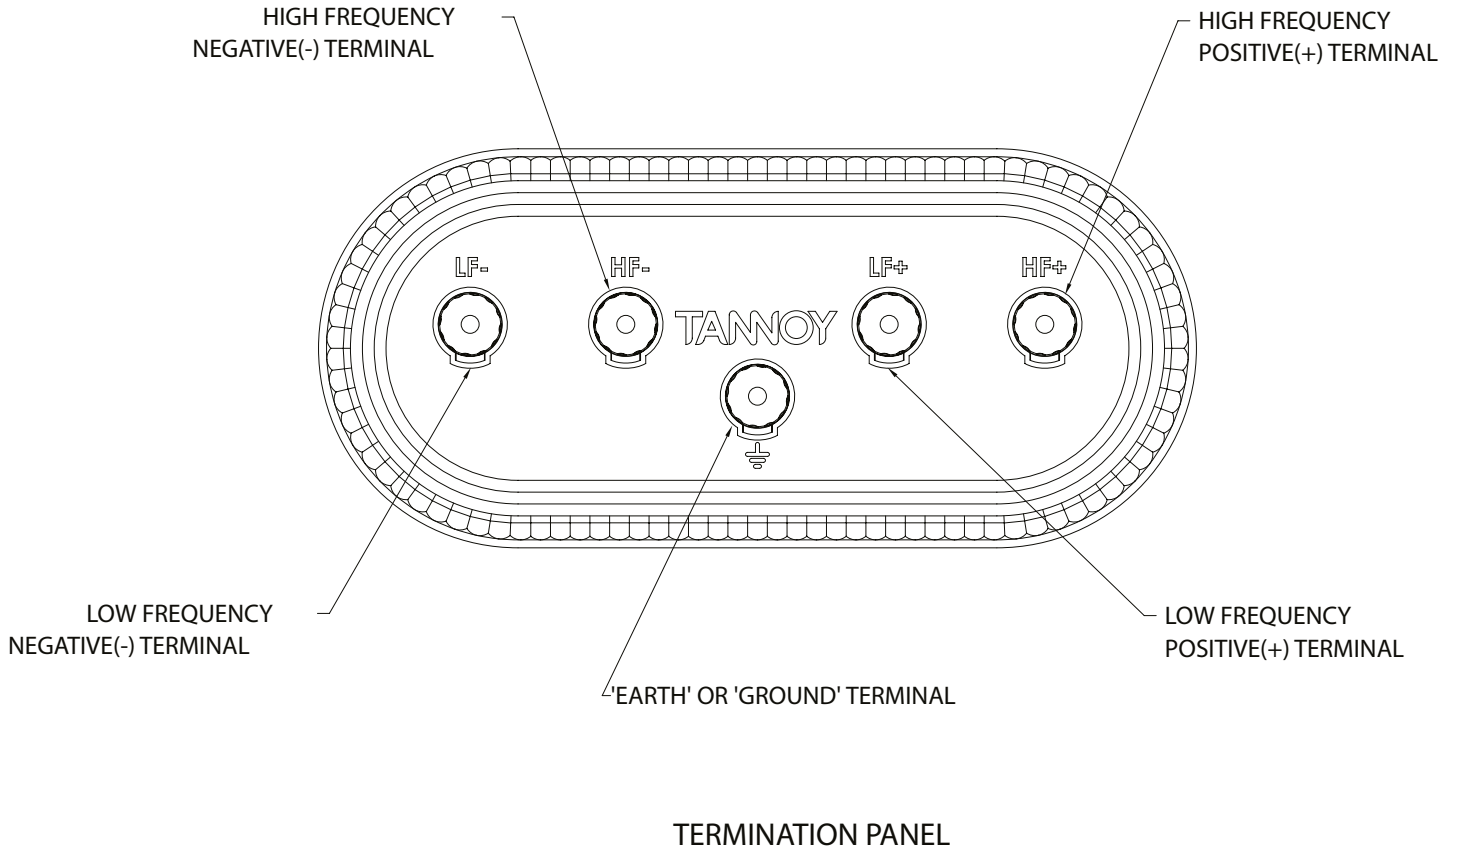 HIGH FREQUENCY
NEGATIVE(-) TERMINAL
HIGH FREQUENCY
POSITIVE(+) TERMINAL
LF-
HF-
LF+
HF+
TANNOY
LOW FREQUENCY
NEGATIVE(-) TERMINAL
LOW FREQUENCY
POSITIVE(+) TERMINAL
'EARTH' OR 'GROUND' TERMINAL
TERMINATION PANEL